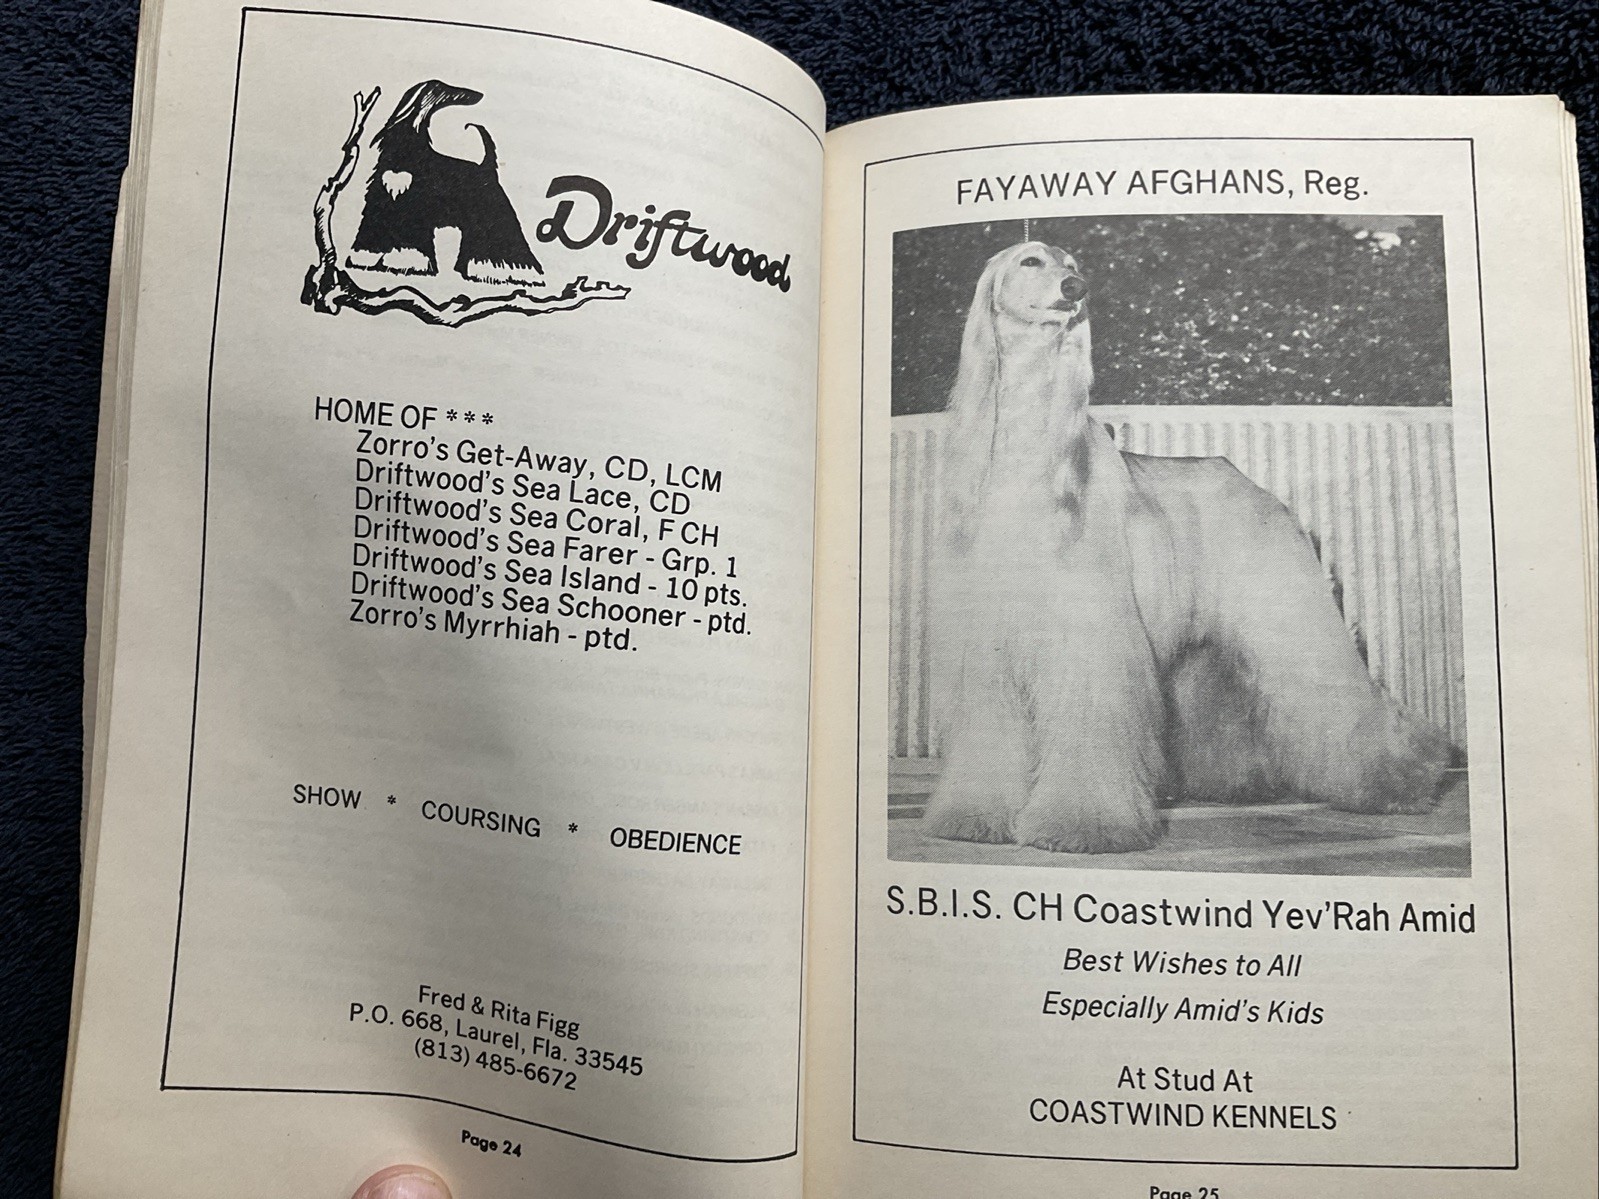 Driftwood
HOME OF ***
Zorro's Get-Away, CD, LCM
Driftwood's Sea Lace, CD
Driftwood's Sea Coral, F CH
Driftwood's Sea Farer - Grp. 1
Driftwood's Sea Island - 10 pts.
Driftwood's Sea Schooner - ptd.
Zorro's Myrrhiah - ptd.
SHOW * COURSING * OBEDIENCE
Fred & Rita Figg
P.O. 668, Laurel, Fla. 33545
(813) 485-6672
Page 24
FAYAWAY AFGHANS, Reg.
S.B.I.S. CH Coastwind Yev'Rah Amid
Best Wishes to All
Especially Amid's Kids
At Stud At
COASTWIND KENNELS
Page 25